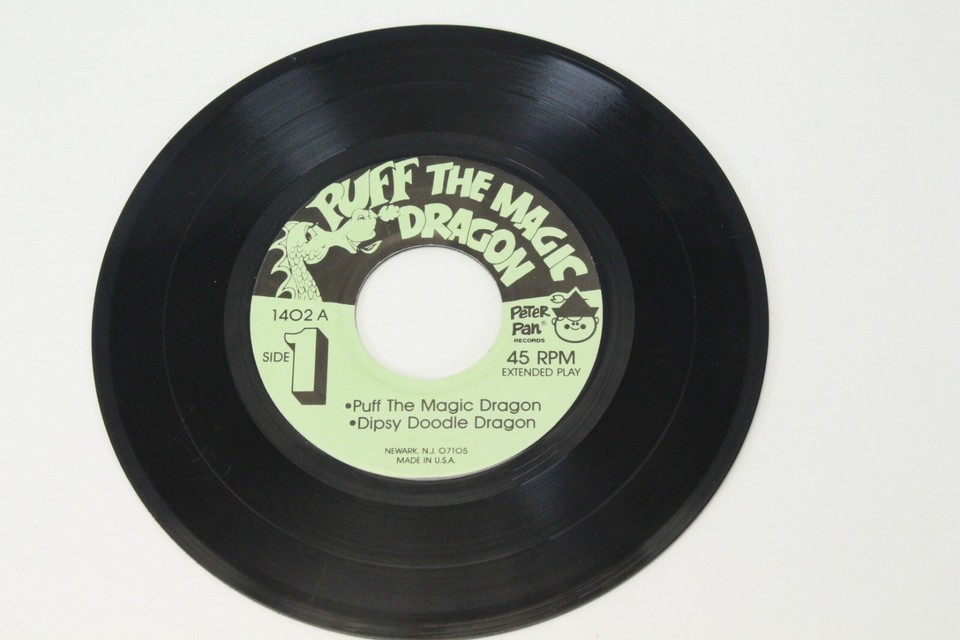 PUFF THE MAGIC
DRAGON
1402 A
SIDE 1
Peter
Pan®
RECORDS
45 RPM
EXTENDED PLAY
•Puff The Magic Dragon
•Dipsy Doodle Dragon
NEWARK, N.J. 07105
MADE IN U.S.A.